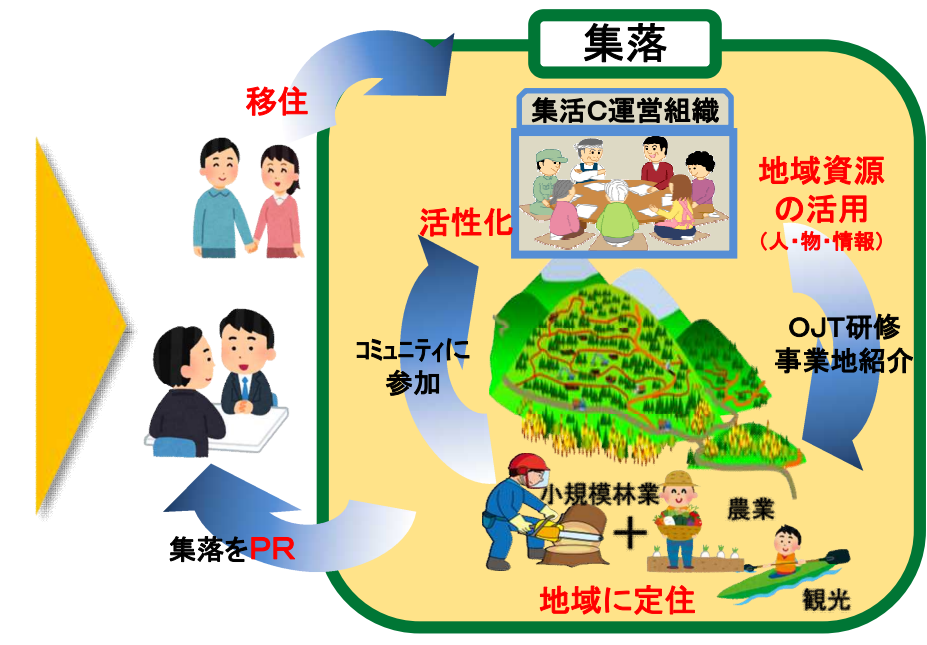 集落
移住
集活C運営組織
地域資源
の活用
（人・物・情報）
活性化
コミュニティに
参加
OJT研修
事業地紹介
小規模林業
＋
農業
集落をPR
地域に定住
観光